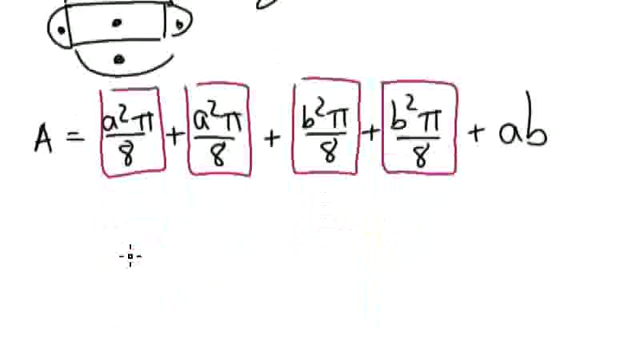 A = a²π/8 + a²π/8 + b²π/8 + b²π/8 + ab